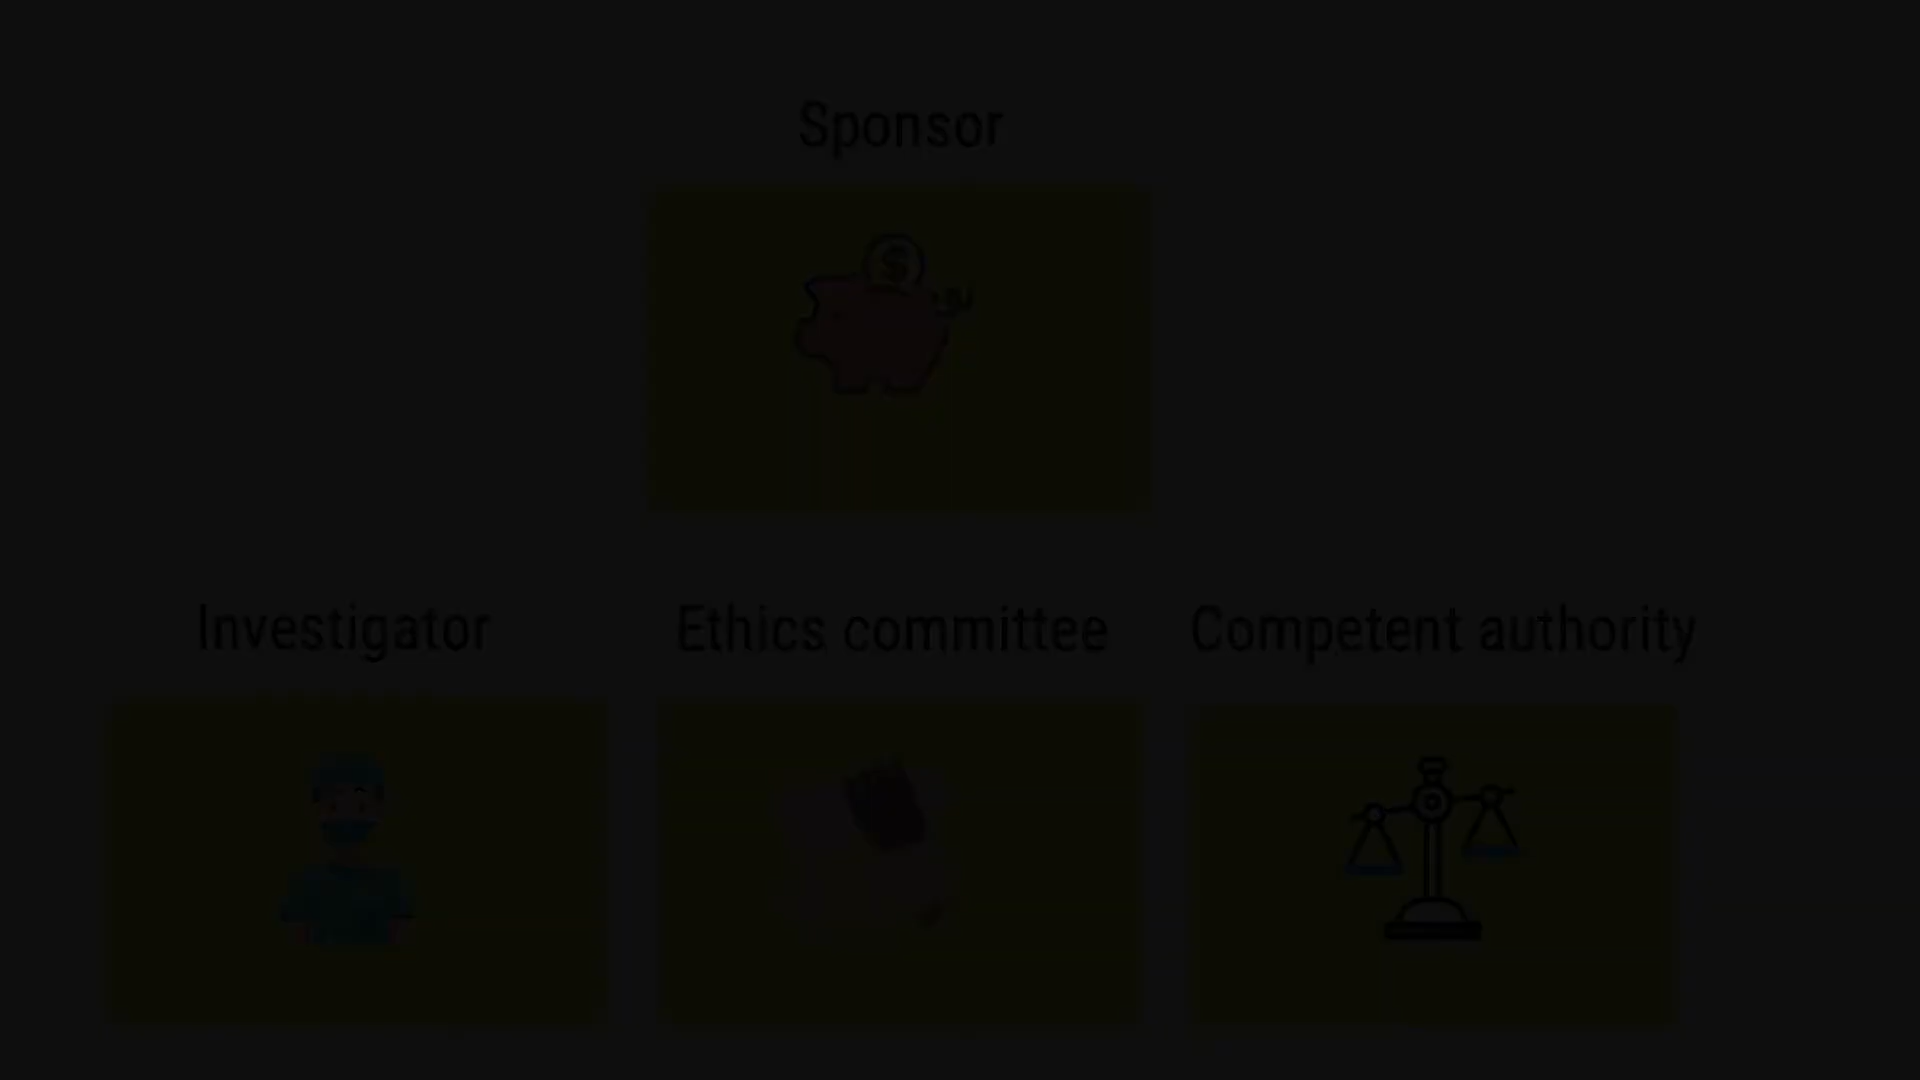 Sponsor
$
Investigator
Ethics committee
Competent authority